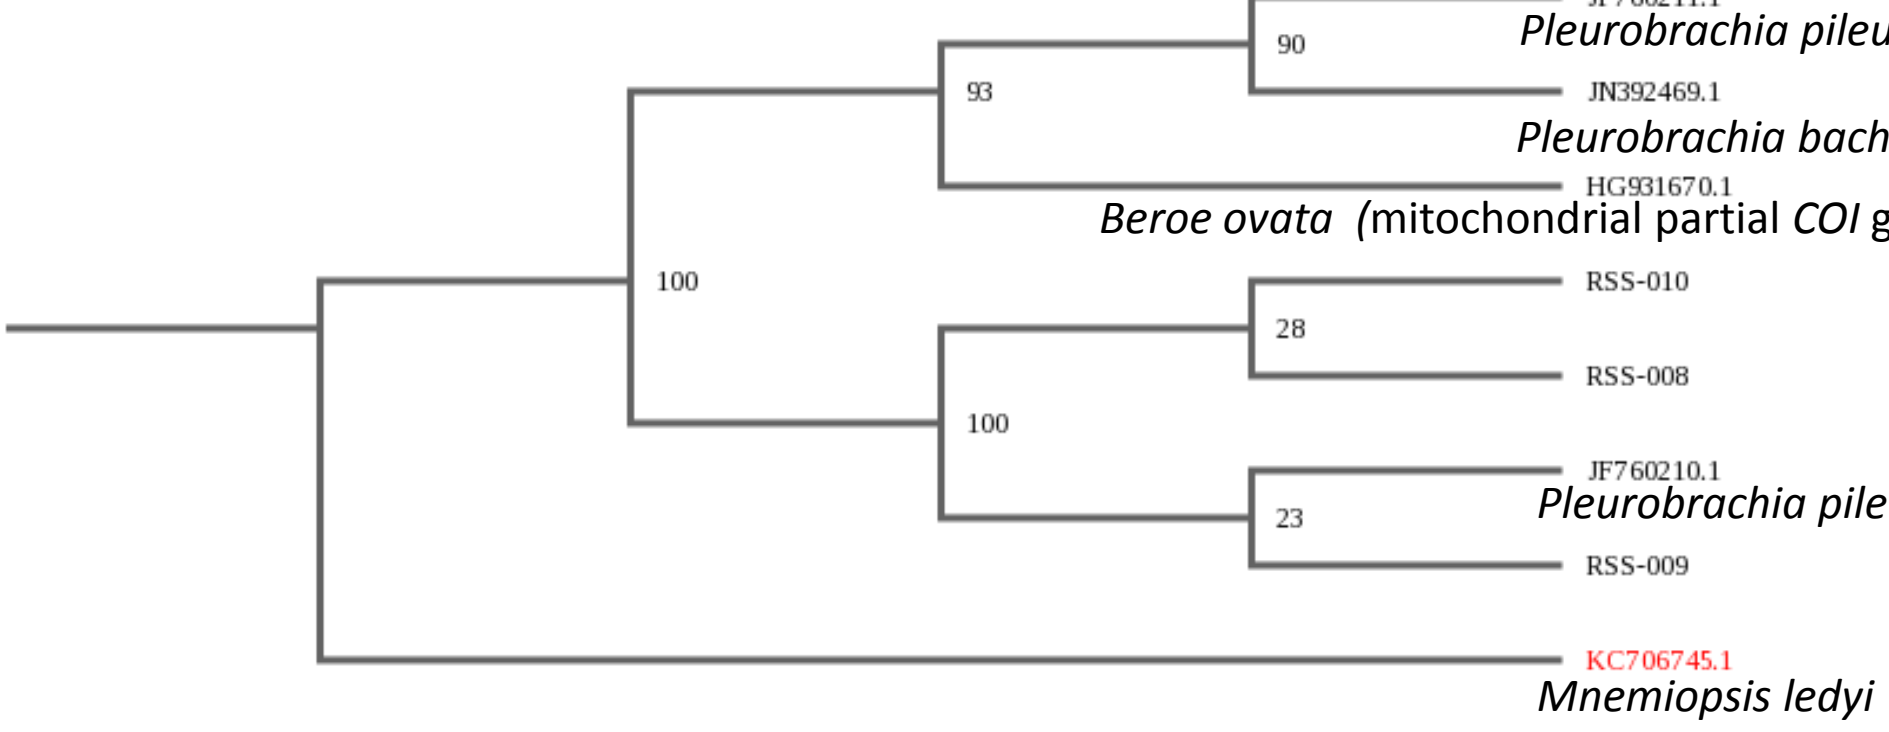 Pleurobrachia pileu
90
JN392469.1
93
Pleurobrachia bach
HG931670.1
Beroe ovata (mitochondrial partial COI g
RSS-010
100
28
RSS-008
100
JF760210.1
Pleurobrachia pile
23
RSS-009
KC706745.1
Mnemiopsis ledyi